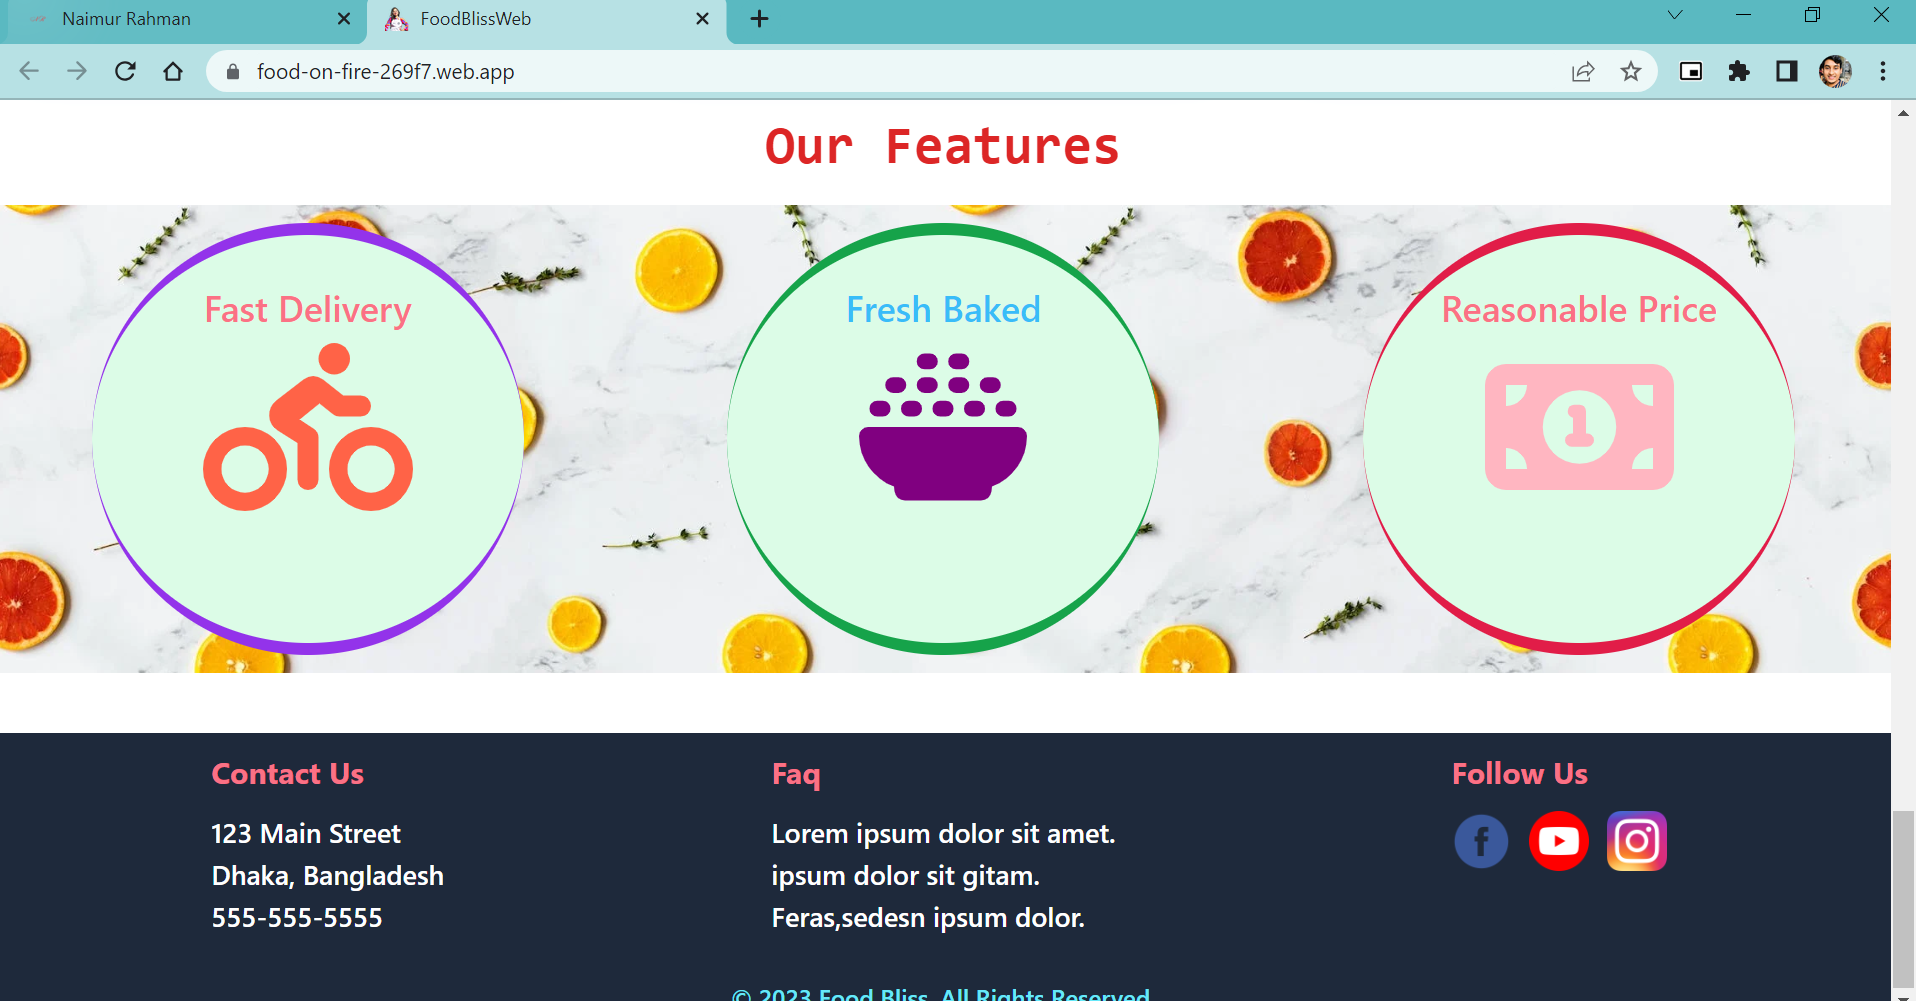 Naimur Rahman
FoodBlissWeb
food-on-fire-269f7.web.app
Our Features
Fast Delivery
Fresh Baked
Reasonable Price
1
Contact Us
123 Main Street
Dhaka, Bangladesh
555-555-5555
Faq
Lorem ipsum dolor sit amet.
ipsum dolor sit gitam.
Feras,sedesn ipsum dolor.
Follow Us
© 2023 Food Bliss. All Rights Reserved